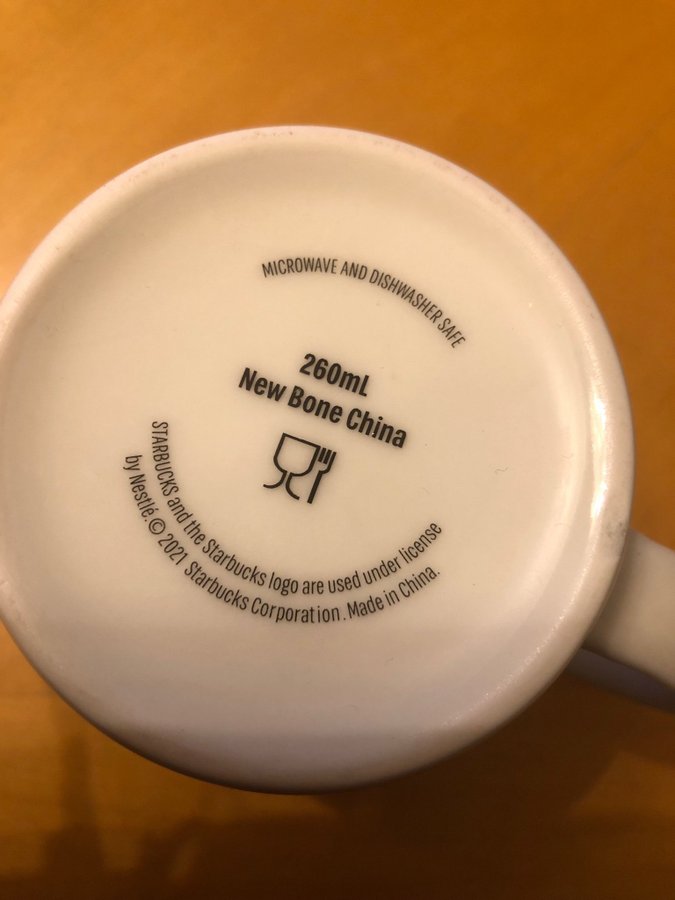 MICROWAVE AND DISHWASHER SAFE
260mL
New Bone China
STARBUCKS and the Starbucks logo are used under license
by Nestlé. © 2021 Starbucks Corporation. Made in China.